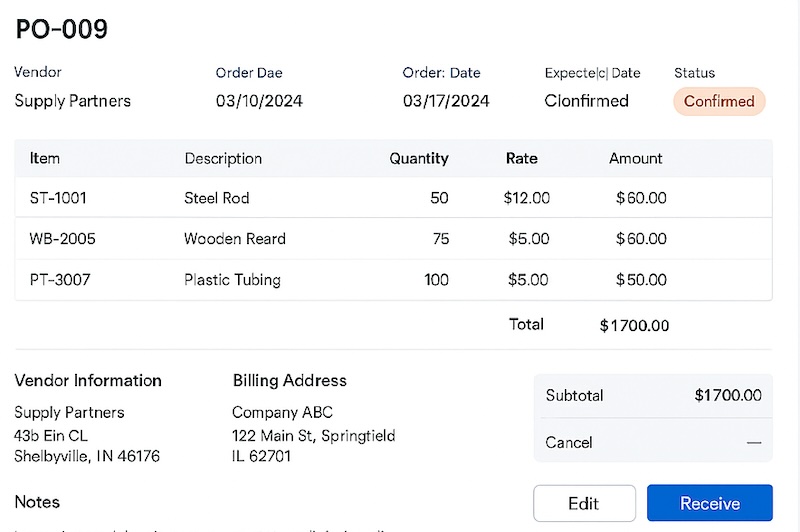 PO-009
Vendor Order Dae Order: Date Expecte|c| Date Status
Supply Partners 03/10/2024 03/17/2024 Clonfirmed Confirmed
Item Description Quantity Rate Amount
ST-1001 Steel Rod 50 $12.00 $60.00
WB-2005 Wooden Reard 75 $5.00 $60.00
PT-3007 Plastic Tubing 100 $5.00 $50.00
Total $1700.00
Vendor Information Billing Address
Supply Partners Company ABC
43b Ein CL 122 Main St, Springfield
Shelbyville, IN 46176 IL 62701
Subtotal $1700.00
Cancel —
Notes
Edit Receive